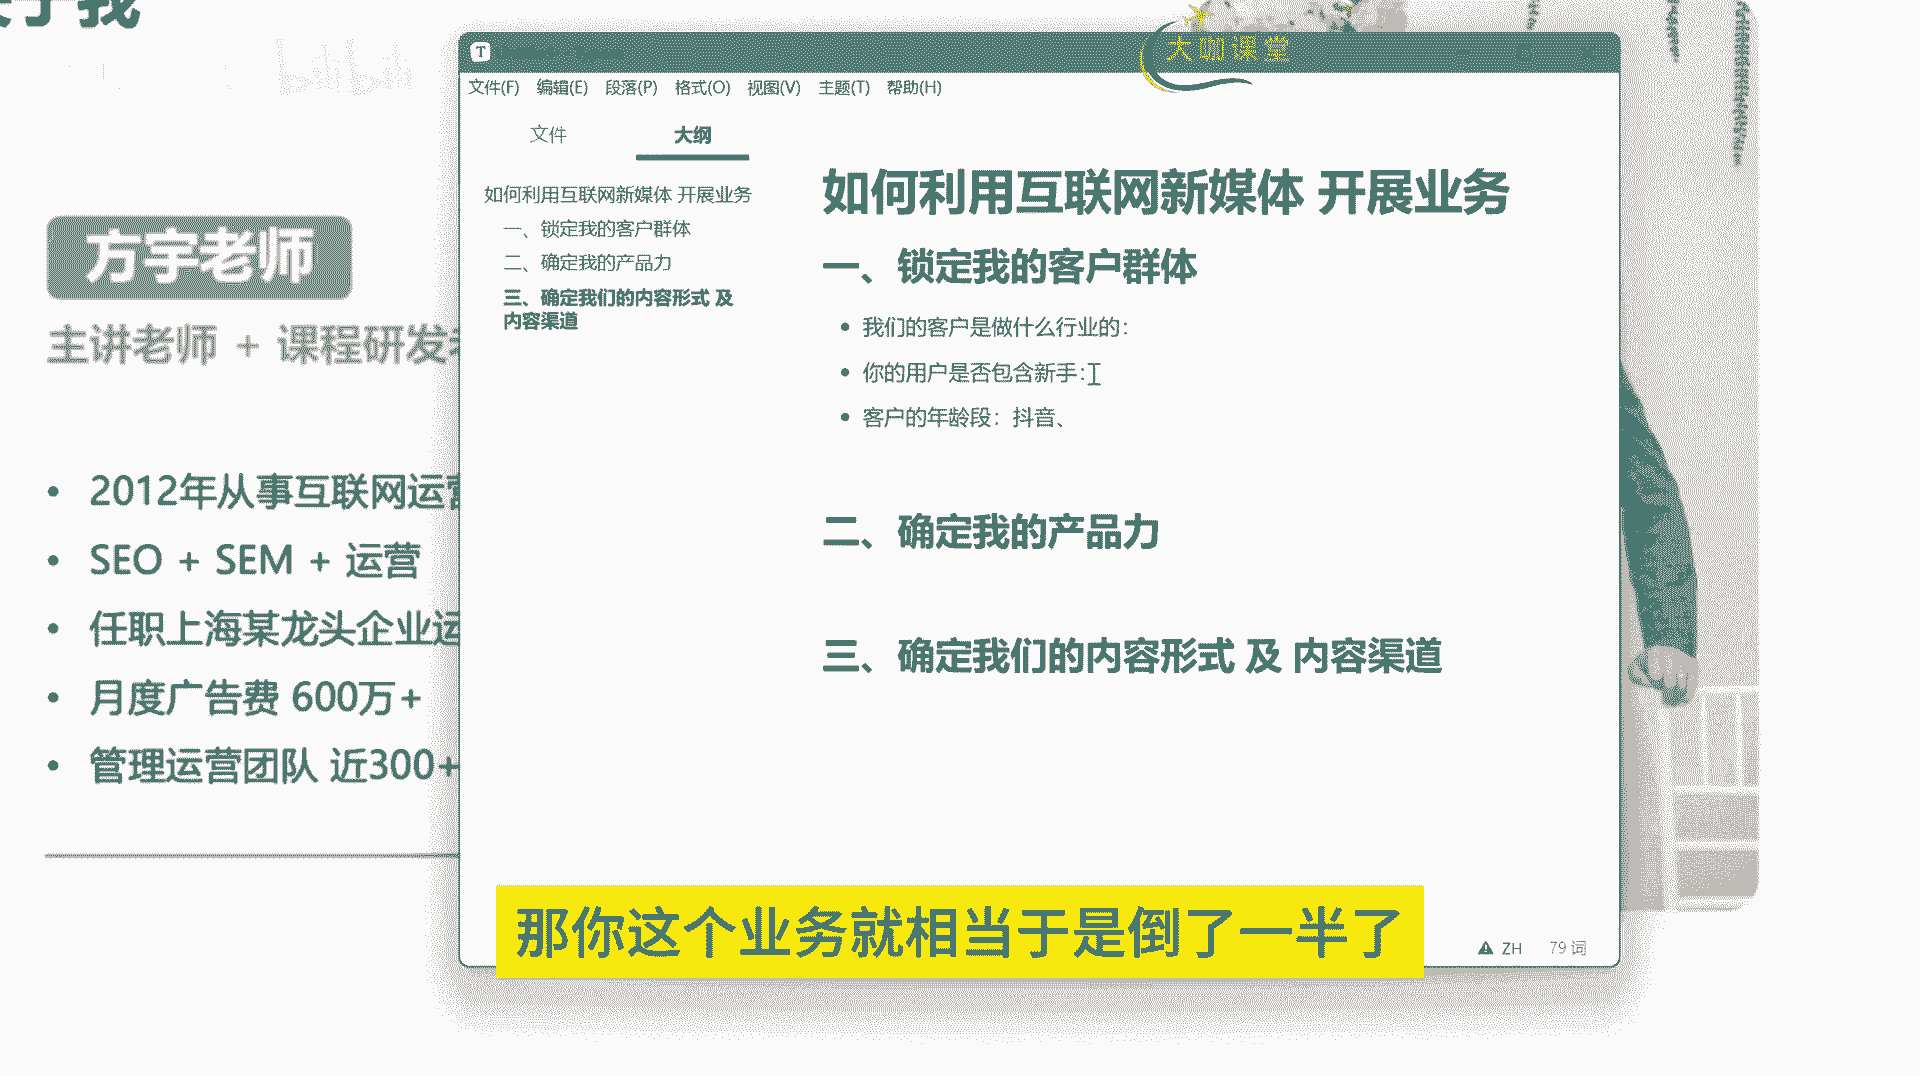 于我
bilibili
大咖课堂
T
文件(F) 编辑(E) 段落(P) 格式(O) 视图(V) 主题(T) 帮助(H)
文件 大纲
如何利用互联网新媒体 开展业务
一、锁定我的客户群体
二、确定我的产品力
三、确定我们的内容形式 及
内容渠道
如何利用互联网新媒体 开展业务
一、锁定我的客户群体
• 我们的客户是做什么行业的：
• 你的用户是否包含新手：
• 客户的年龄段：抖音、
二、确定我的产品力
三、确定我们的内容形式 及 内容渠道
方宇老师
主讲老师 + 课程研发
• 2012年从事互联网运营
• SEO + SEM + 运营
• 任职上海某龙头企业运
• 月度广告费 600万+
• 管理运营团队 近300+
那你这个业务就相当于是倒了一半了
ZH 79 词